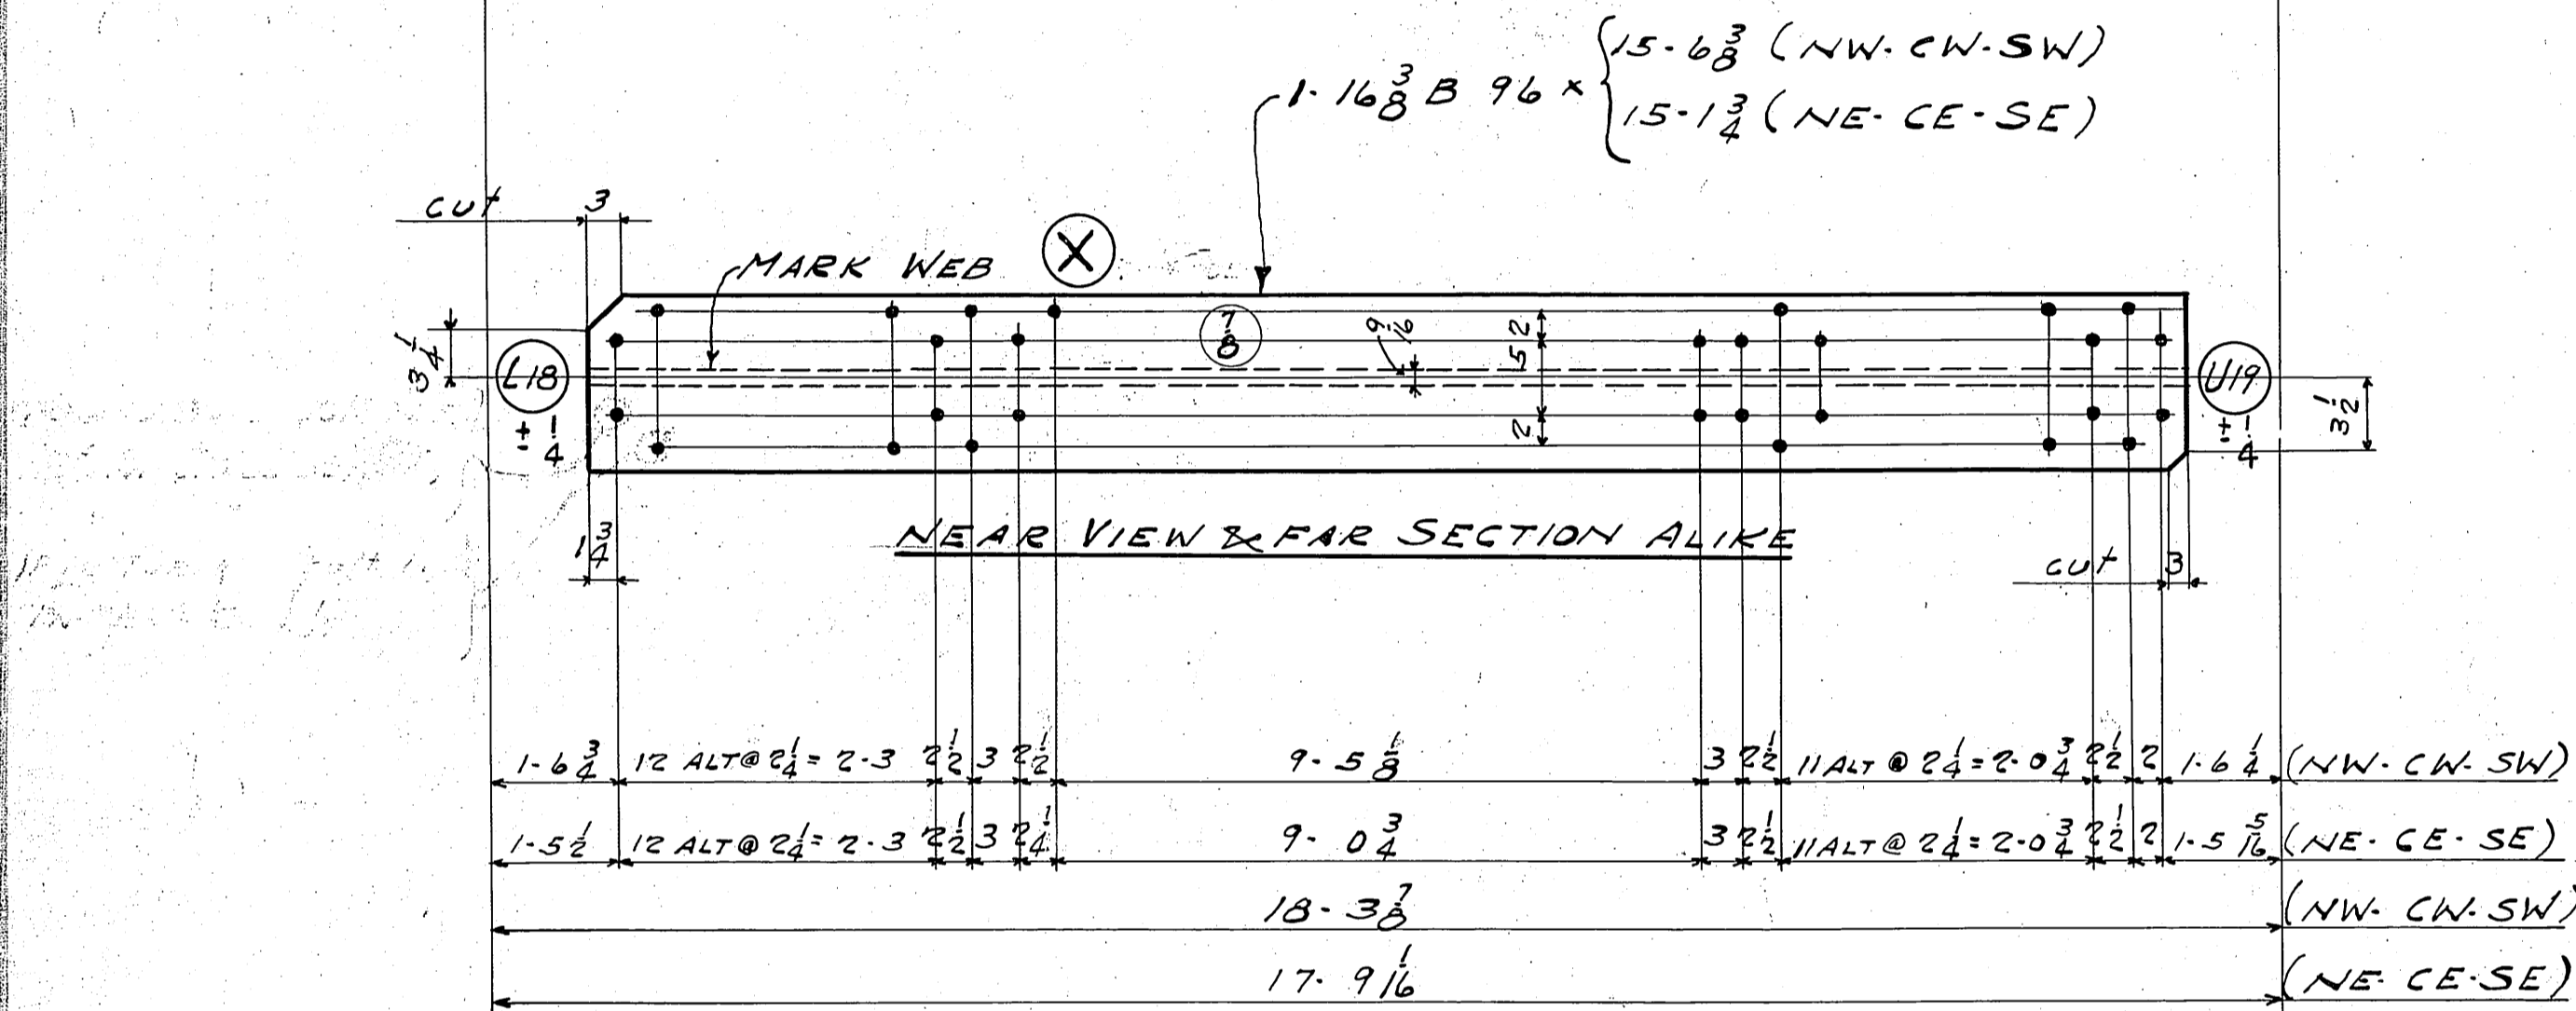 1- 16 3/8 B 96 x { 15-6 3/8 (NW-CW-SW)
15-1 3/4 (NE-CE-SE)
cut 3
MARK WEB X
3 1/4
L18
± 1/4
7/8
9/16
2
5
2
U19
± 1/4
3 1/2
1 3/4
NEAR VIEW & FAR SECTION ALIKE
cut 3
1-6 3/4 12 ALT @ 2 1/4 = 2-3 2 1/2 3 2 1/2 9-5 1/8 3 2 1/2 11 ALT @ 2 1/4 = 2-0 3/4 2 1/2 2 1-6 1/4 (NW-CW-SW)
1-5 1/2 12 ALT @ 2 1/4 = 2-3 2 1/2 3 2 1/4 9-0 3/4 3 2 1/2 11 ALT @ 2 1/4 = 2-0 3/4 2 1/2 2 1-5 5/16 (NE-CE-SE)
18-3 7/8 (NW-CW-SW)
17-9 1/16 (NE-CE-SE)